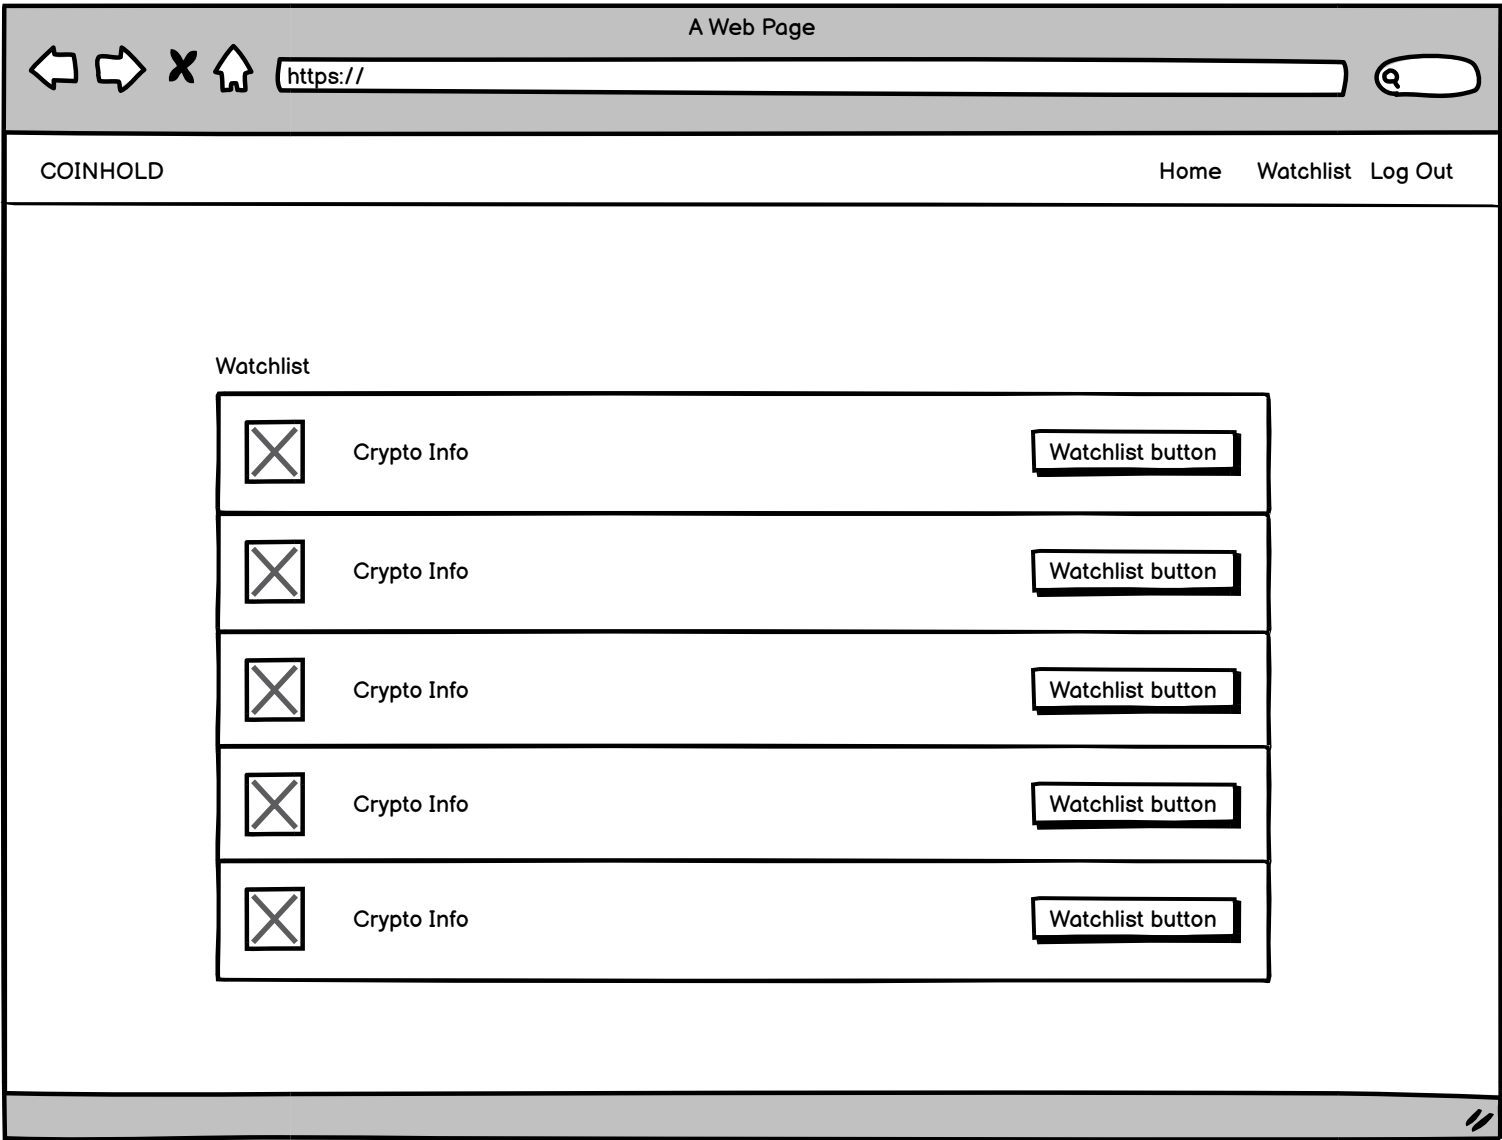 A Web Page
https://
COINHOLD Home Watchlist Log Out
Watchlist
Crypto Info Watchlist button
Crypto Info Watchlist button
Crypto Info Watchlist button
Crypto Info Watchlist button
Crypto Info Watchlist button